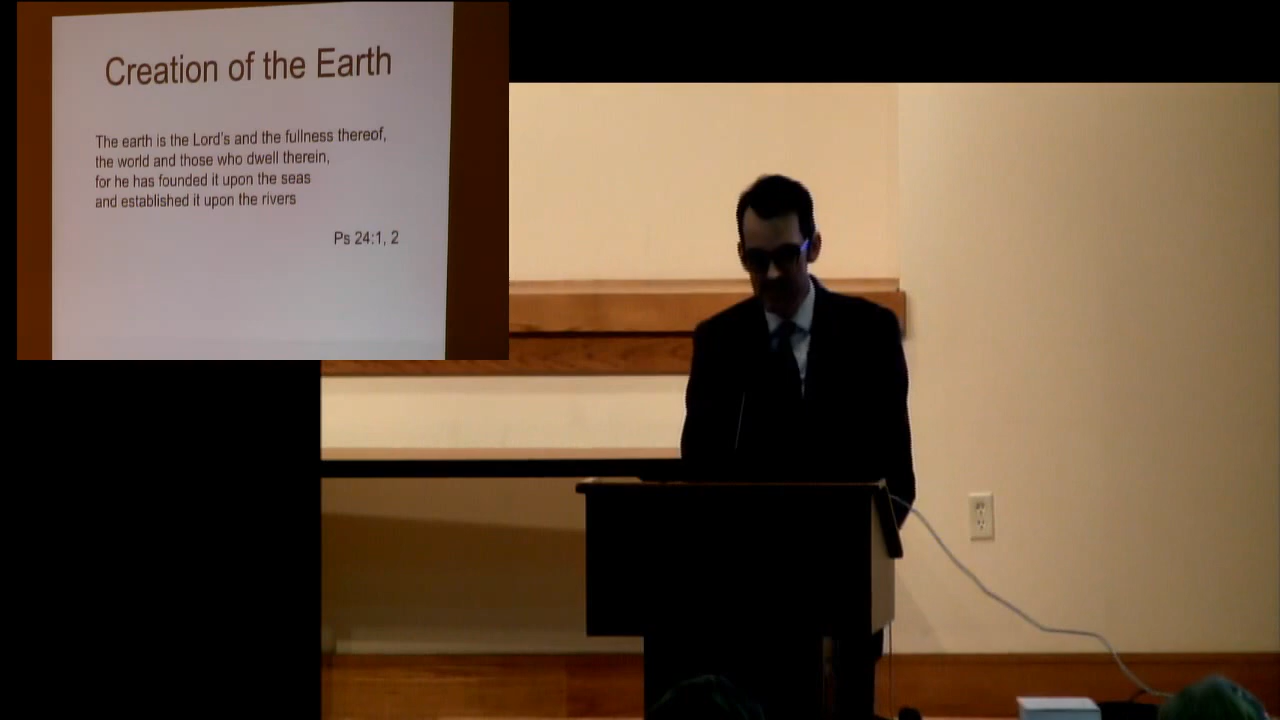 Creation of the Earth
The earth is the Lord's and the fullness thereof,
the world and those who dwell therein,
for he has founded it upon the seas
and established it upon the rivers
Ps 24:1, 2